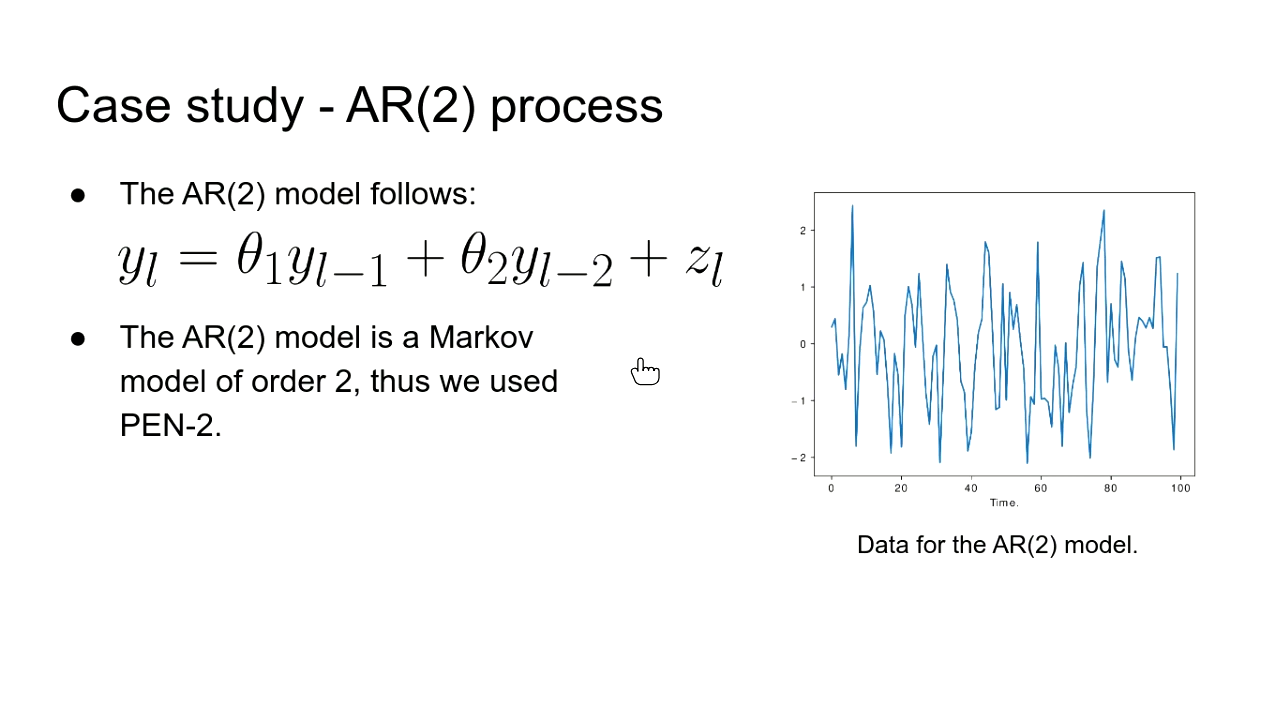 Case study - AR(2) process
● The AR(2) model follows:
y_l = θ_1 y_{l−1} + θ_2 y_{l−2} + z_l
● The AR(2) model is a Markov
model of order 2, thus we used
PEN-2.
2
1
0
−1
−2
0 20 40 60 80 100
Time.
Data for the AR(2) model.